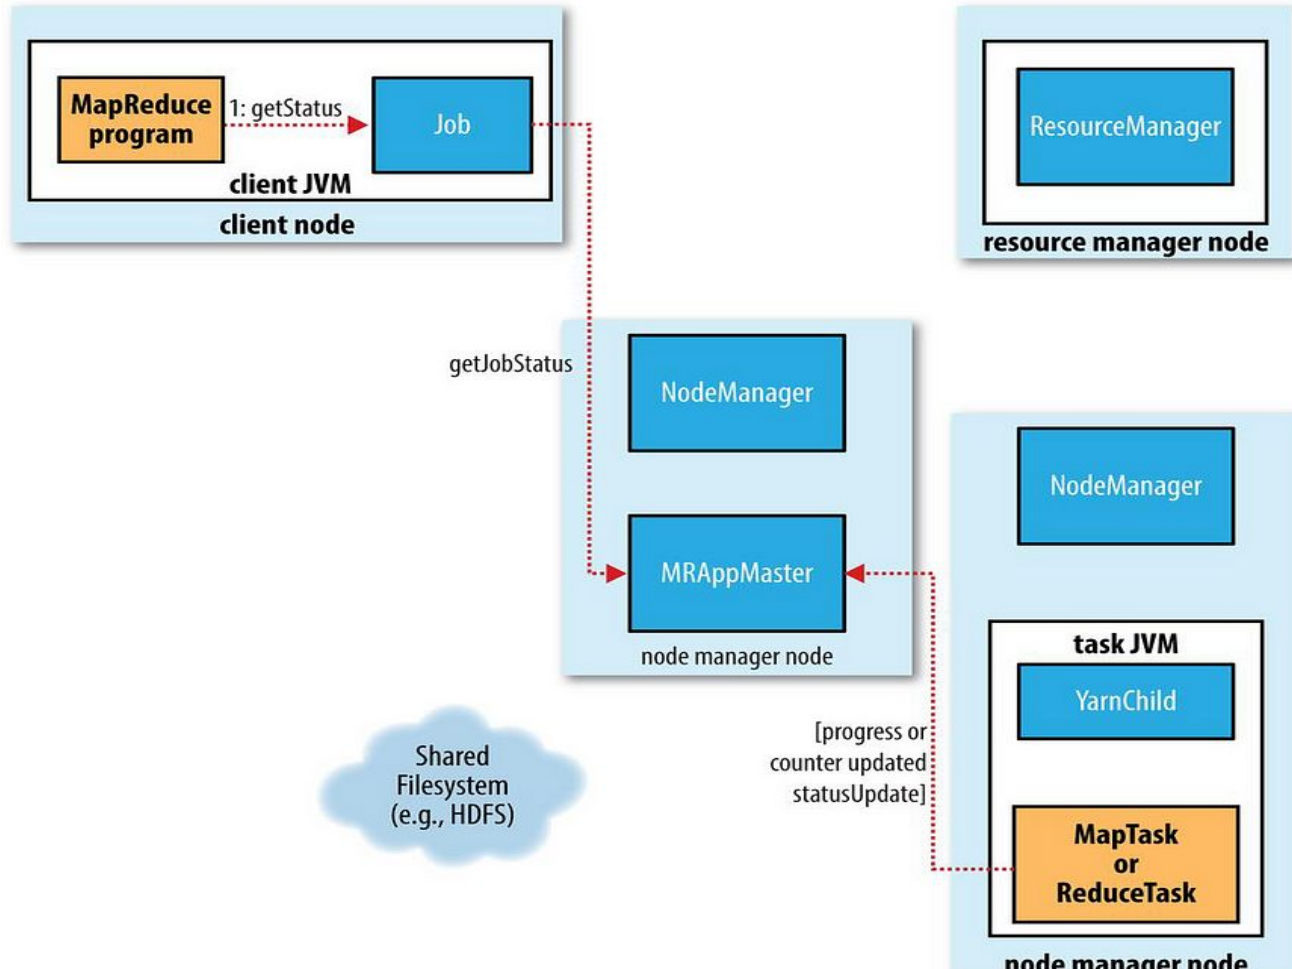 MapReduce
program
1: getStatus
Job
client JVM
client node
ResourceManager
resource manager node
getJobStatus
NodeManager
MRAppMaster
node manager node
NodeManager
task JVM
YarnChild
MapTask
or
ReduceTask
node manager node
[progress or
counter updated
statusUpdate]
Shared
Filesystem
(e.g., HDFS)